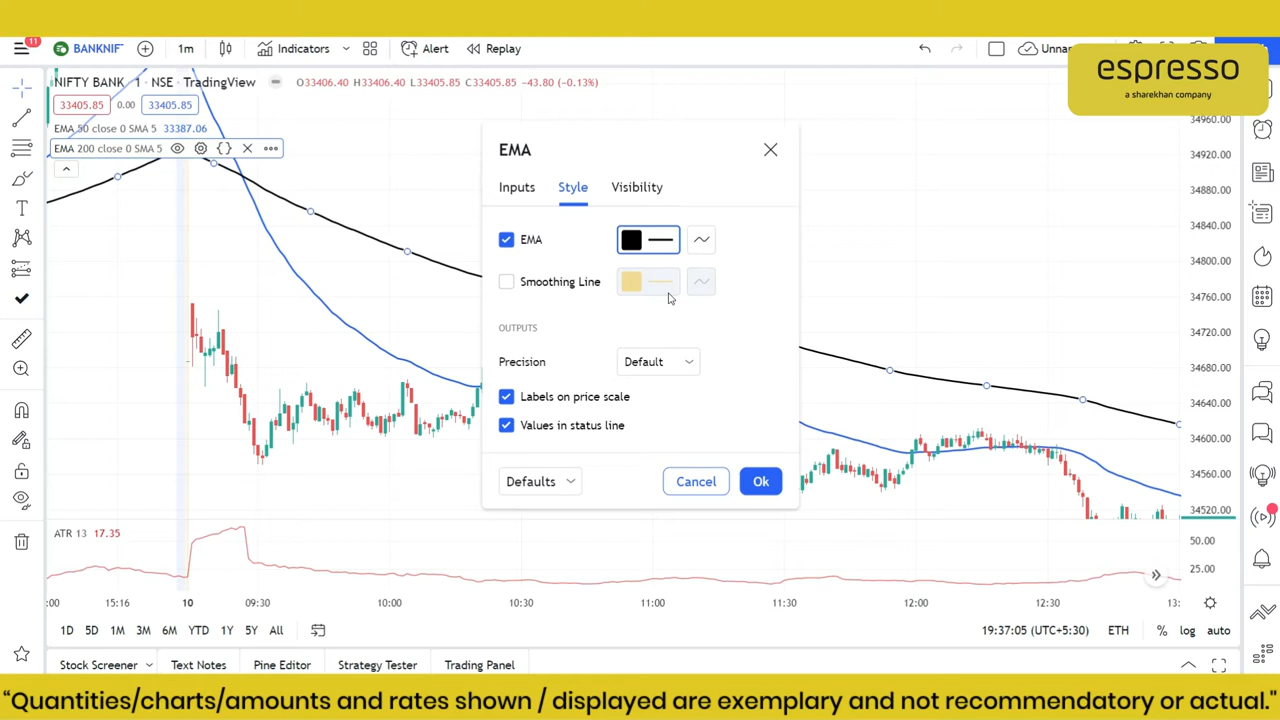 11
BANKNIF
1m
Indicators
Alert
Replay
Unnar
espresso
a sharekhan company
NIFTY BANK 1 · NSE · TradingView
O33406.40 H33406.40 L33405.85 C33405.85 -43.80 (-0.13%)
33405.85 0.00 33405.85
EMA 50 close 0 SMA 5 33387.06
EMA 200 close 0 SMA 5
EMA
Inputs Style Visibility
EMA
Smoothing Line
OUTPUTS
Precision Default
Labels on price scale
Values in status line
Defaults Cancel Ok
34960.00
34920.00
34880.00
34840.00
34800.00
34760.00
34720.00
34680.00
34640.00
34600.00
34560.00
34520.00
ATR 13 17.35
50.00
25.00
:00 15:16 10 09:30 10:00 10:30 11:00 11:30 12:00 12:30 13:
1D 5D 1M 3M 6M YTD 1Y 5Y All
19:37:05 (UTC+5:30) ETH % log auto
Stock Screener Text Notes Pine Editor Strategy Tester Trading Panel
“Quantities/charts/amounts and rates shown / displayed are exemplary and not recommendatory or actual."